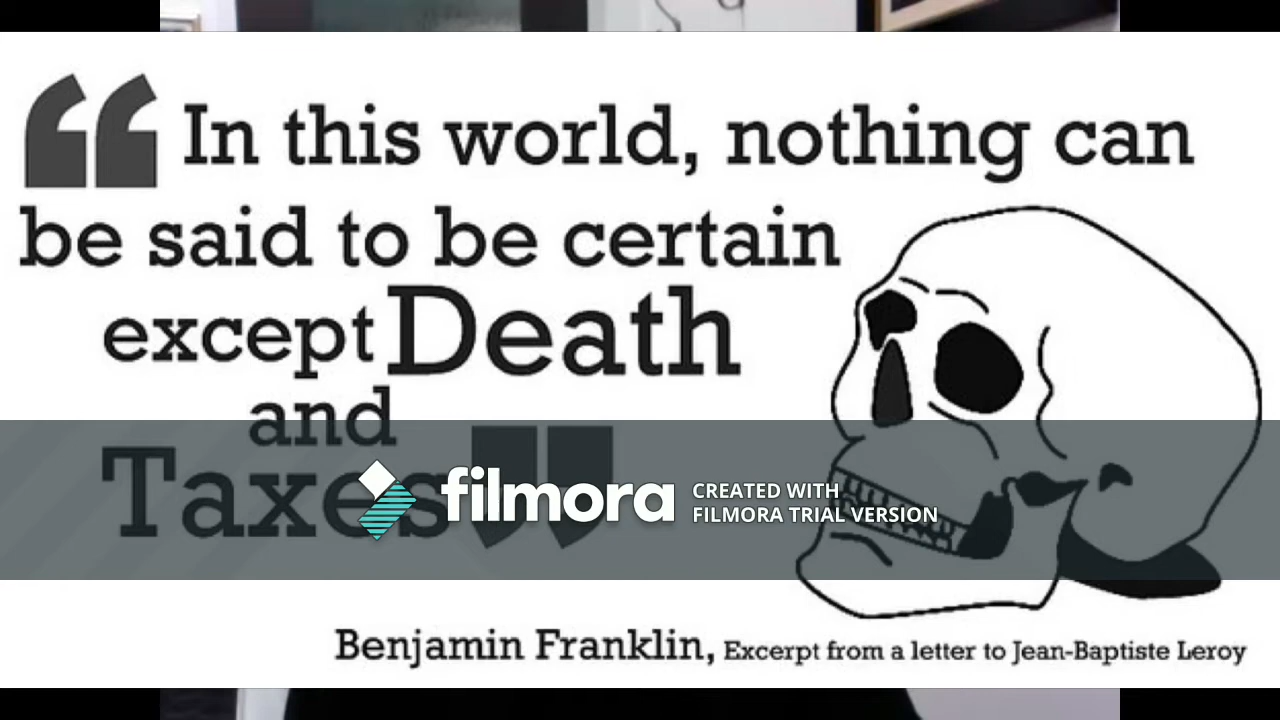 “ In this world, nothing can
be said to be certain
except Death
and
Taxes ”
filmora
CREATED WITH
FILMORA TRIAL VERSION
Benjamin Franklin, Excerpt from a letter to Jean-Baptiste Leroy